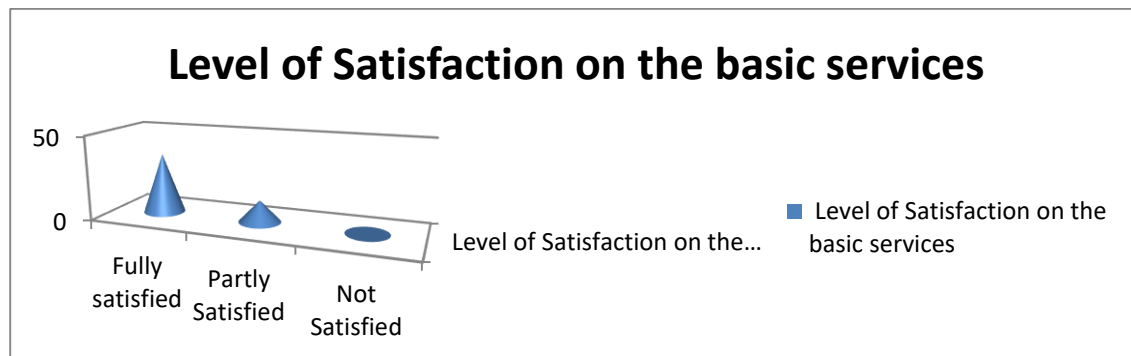 Level of Satisfaction on the basic services
50
0
Fully
satisfied
Partly
Satisfied
Not
Satisfied
Level of Satisfaction on the...
Level of Satisfaction on the
basic services